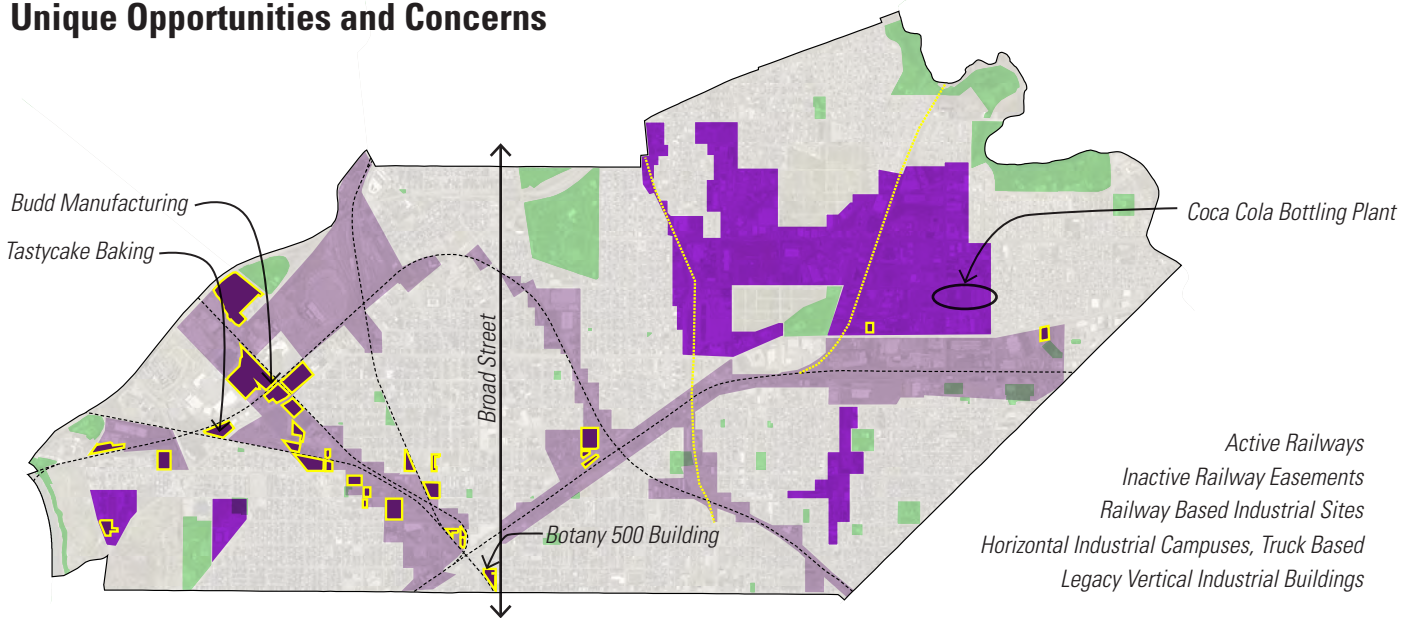 Unique Opportunities and Concerns
Budd Manufacturing
Tastycake Baking
Broad Street
Coca Cola Bottling Plant
Botany 500 Building
Active Railways
Inactive Railway Easements
Railway Based Industrial Sites
Horizontal Industrial Campuses, Truck Based
Legacy Vertical Industrial Buildings